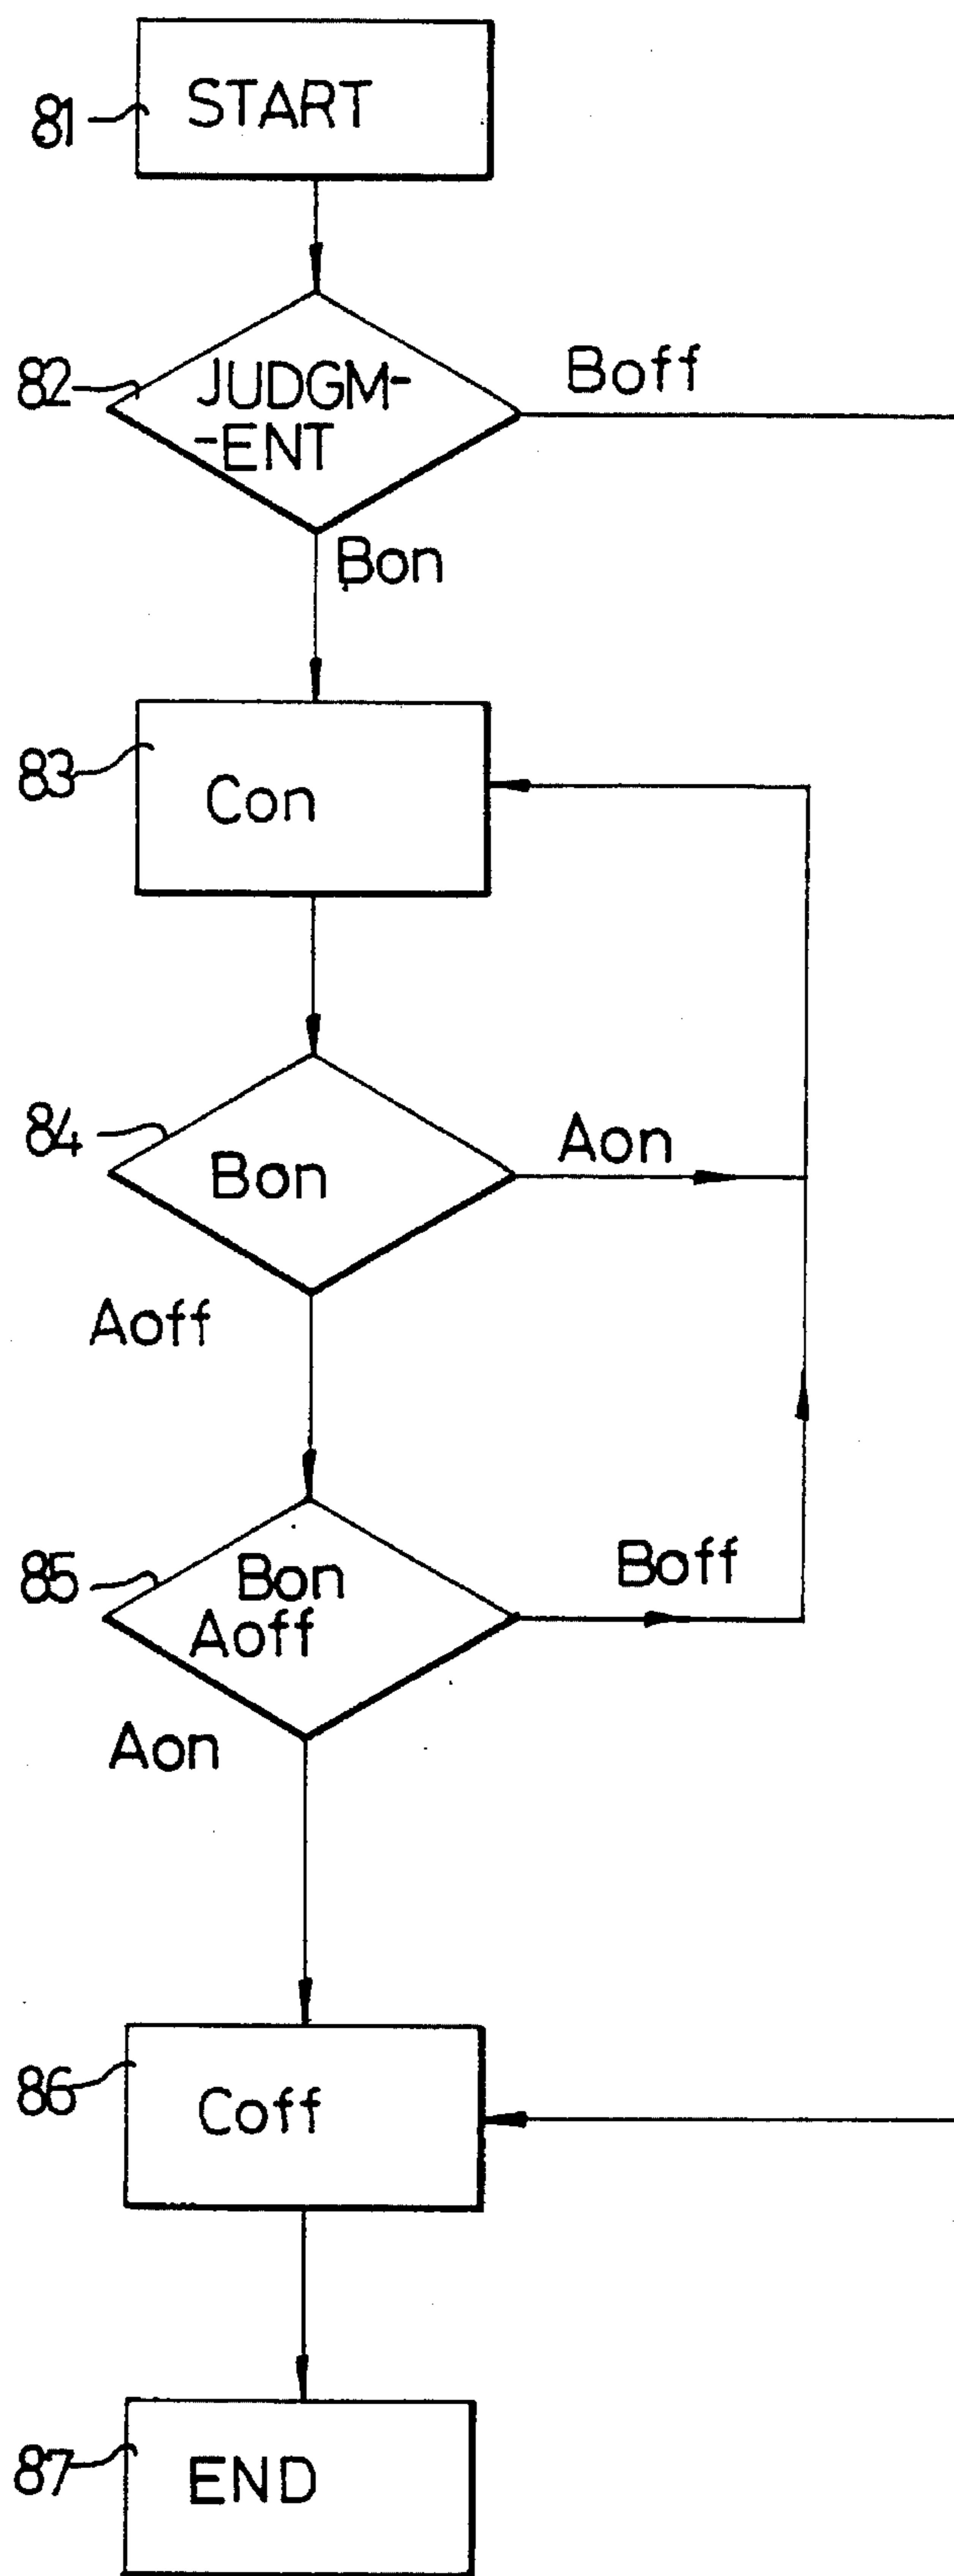 START
81
JUDGM-
-ENT
82
Boff
Bon
83
Con
84
Bon
Aon
Aoff
85
Bon
Aoff
Boff
Aon
86
Coff
87
END